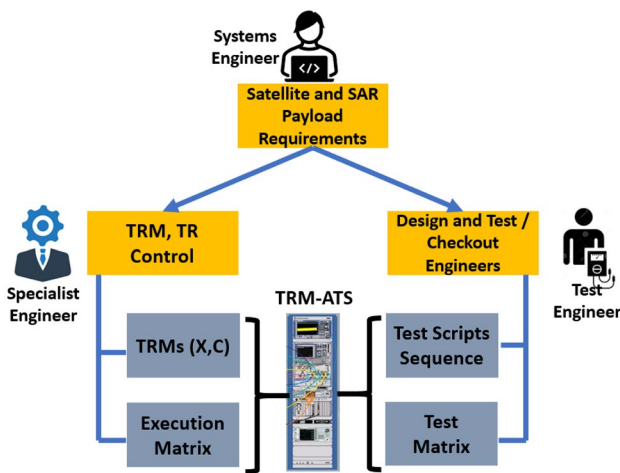 Systems
Engineer
Satellite and SAR
Payload
Requirements
TRM, TR
Control
Design and Test /
Checkout
Engineers
Specialist
Engineer
TRM-ATS
Test
Engineer
TRMs (X,C)
Test Scripts
Sequence
Execution
Matrix
Test
Matrix